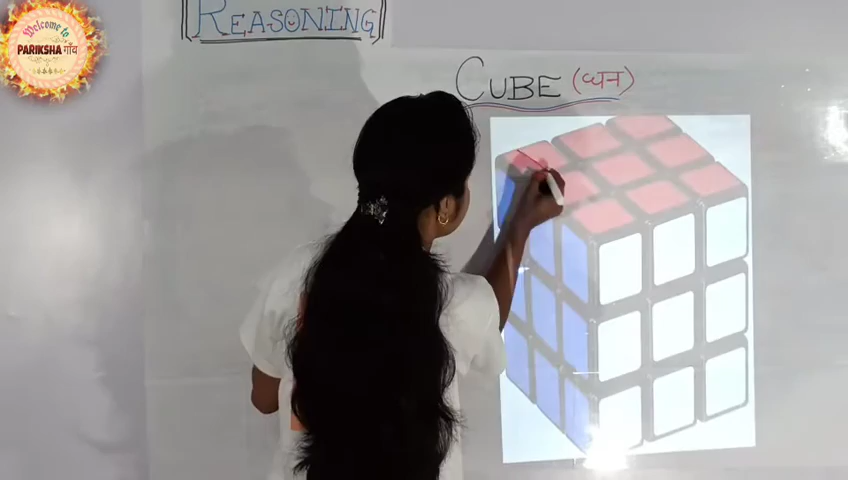 Welcome to
PARIKSHA गाँव
[REASONING]
CUBE (घन)